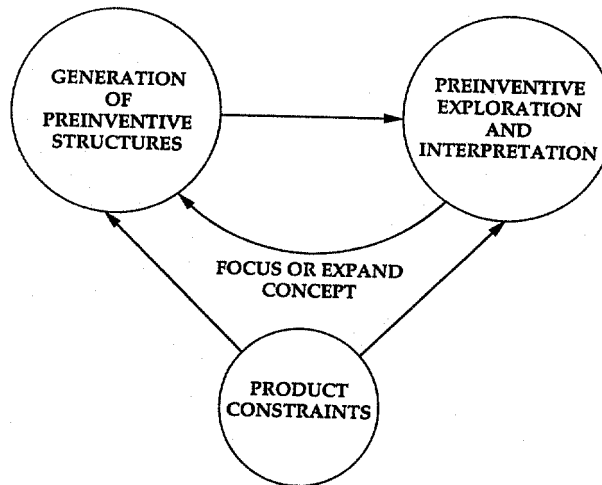 GENERATION
OF
PREINVENTIVE
STRUCTURES
PREINVENTIVE
EXPLORATION
AND
INTERPRETATION
FOCUS OR EXPAND
CONCEPT
PRODUCT
CONSTRAINTS